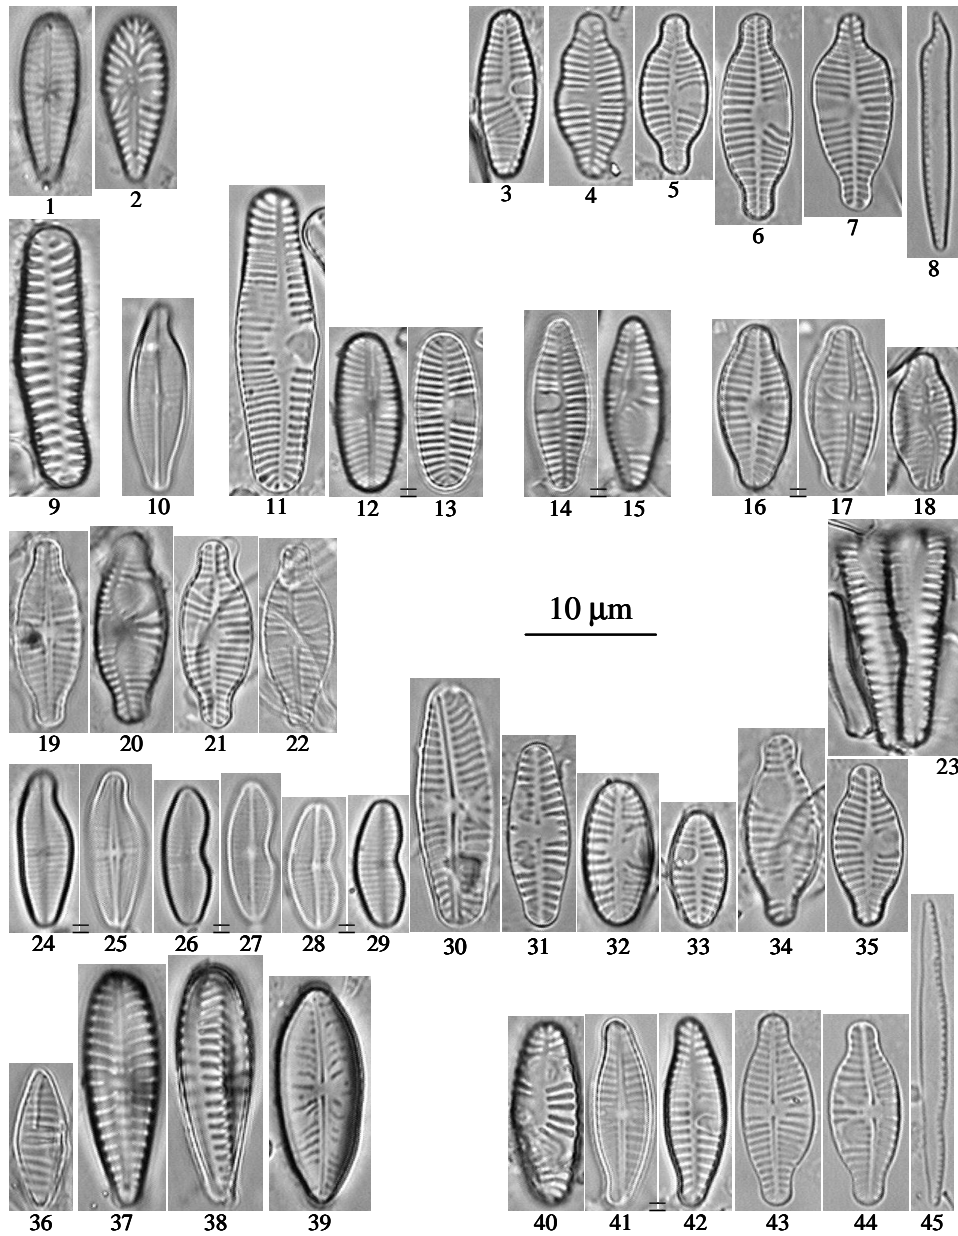 1 2
3 4 5 6 7
8
9 10 11 12 = 13 14 = 15 16 = 17 18
10 µm
19 20 21 22
23
24 = 25 26 = 27 28 = 29 30 31 32 33 34 35
36 37 38 39 40 41 = 42 43 44 45